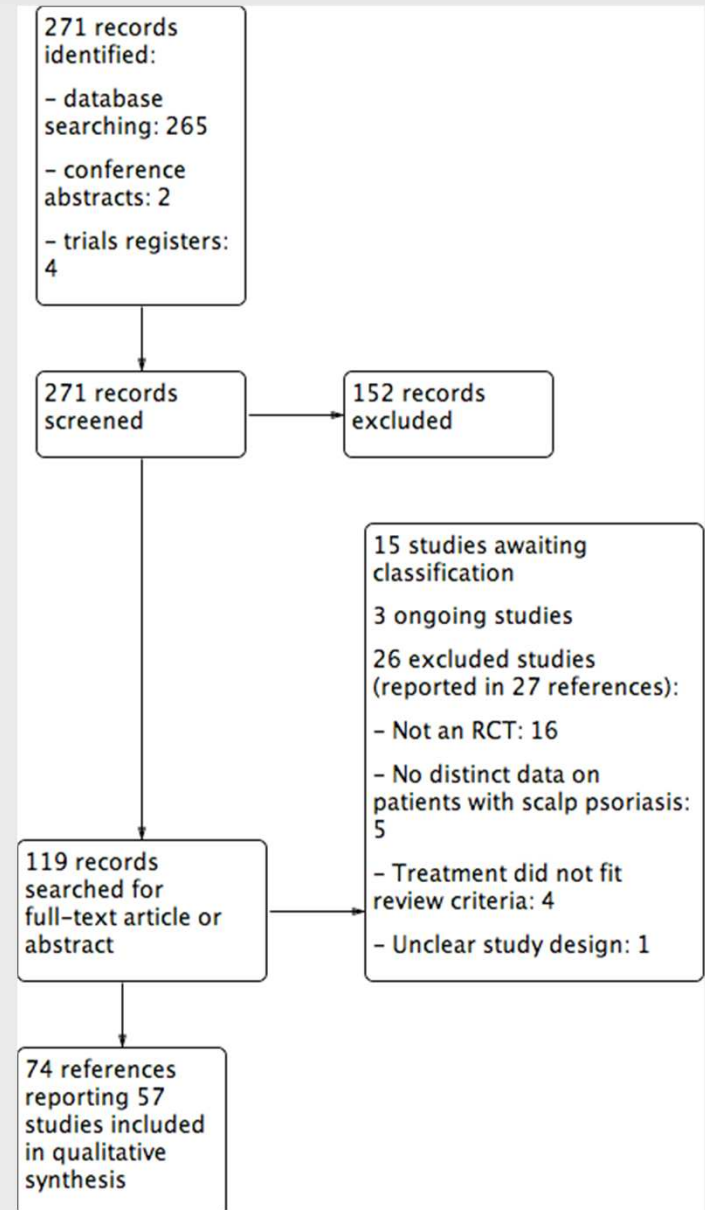 271 records
identified:
– database
searching: 265
– conference
abstracts: 2
– trials registers:
4
271 records
screened
152 records
excluded
15 studies awaiting
classification
3 ongoing studies
26 excluded studies
(reported in 27 references):
– Not an RCT: 16
– No distinct data on
patients with scalp psoriasis:
5
– Treatment did not fit
review criteria: 4
– Unclear study design: 1
119 records
searched for
full-text article or
abstract
74 references
reporting 57
studies included
in qualitative
synthesis